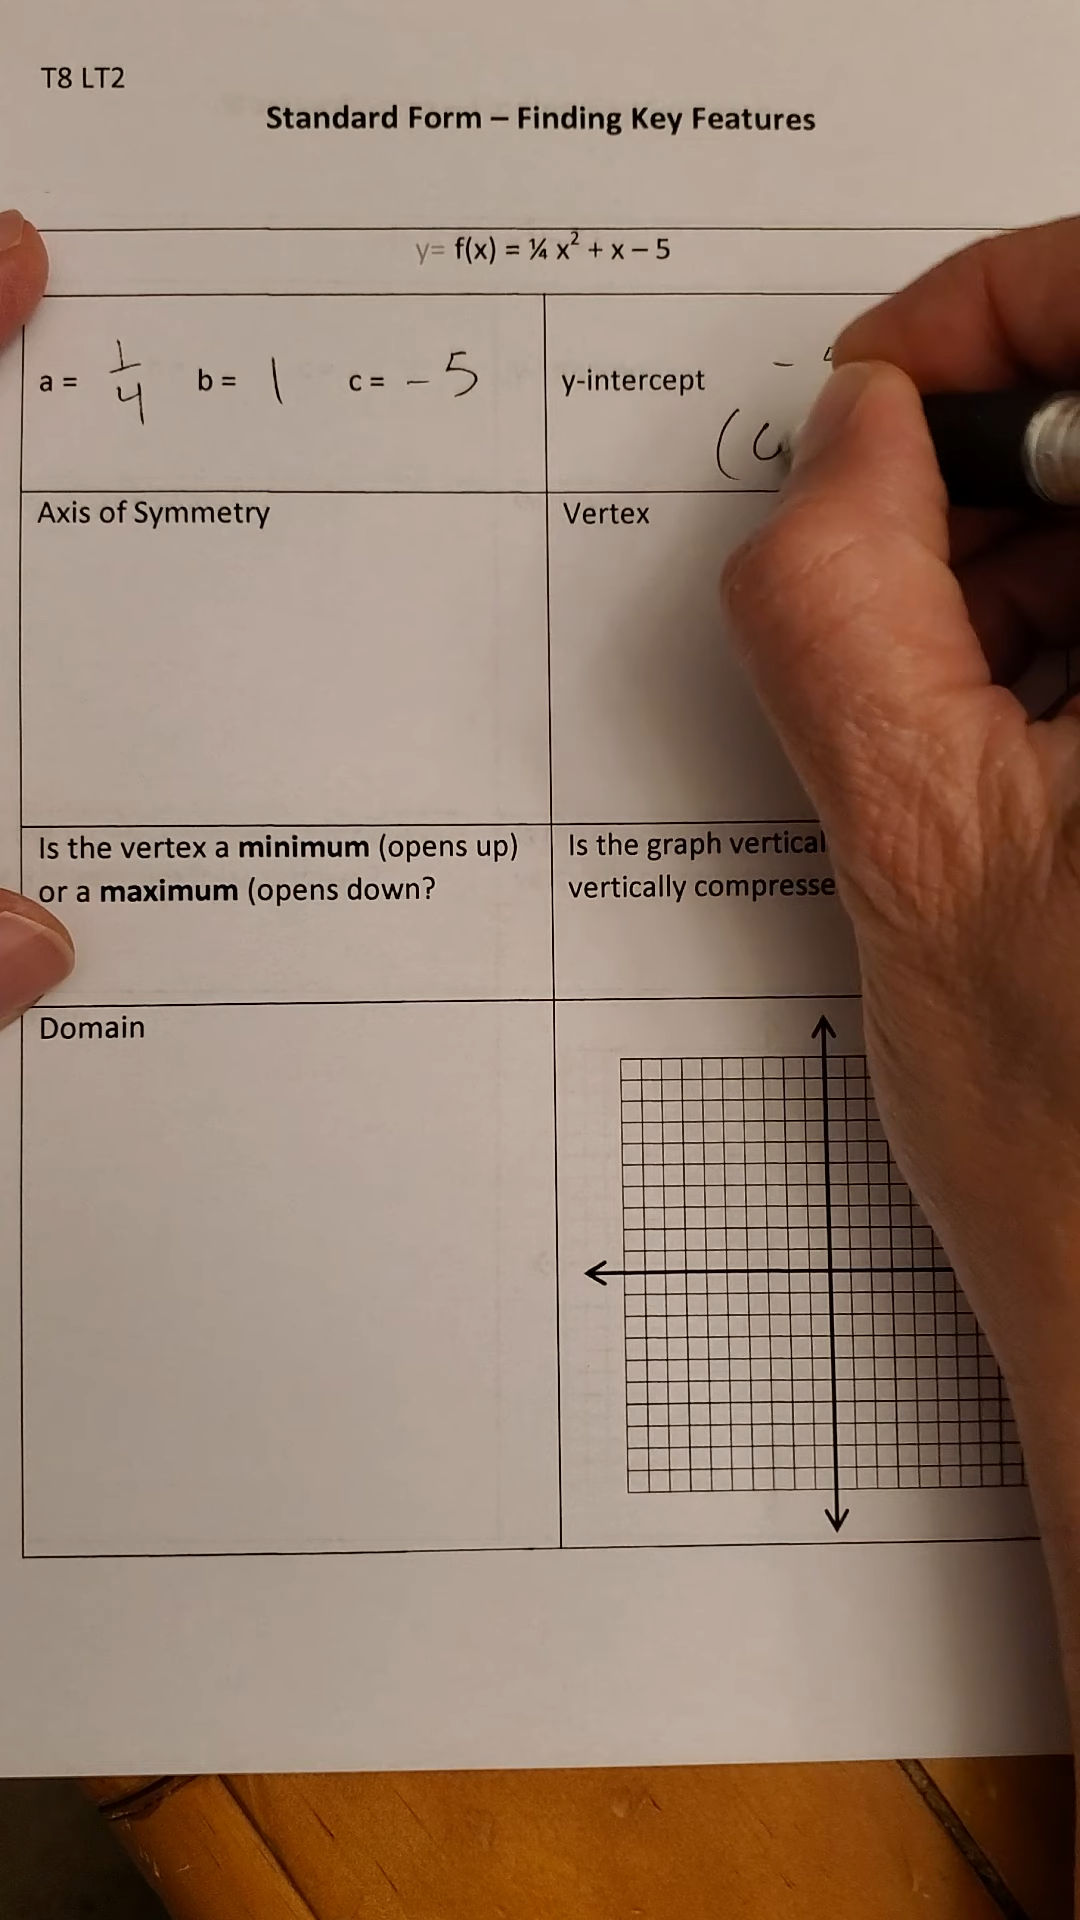 T8 LT2
Standard Form – Finding Key Features
y= f(x) = ¼ x² + x – 5
a = 1/4 b = 1 c = - 5
y-intercept -
(
Axis of Symmetry
Vertex
Is the vertex a minimum (opens up)
or a maximum (opens down?
Is the graph vertical
vertically compresse
Domain